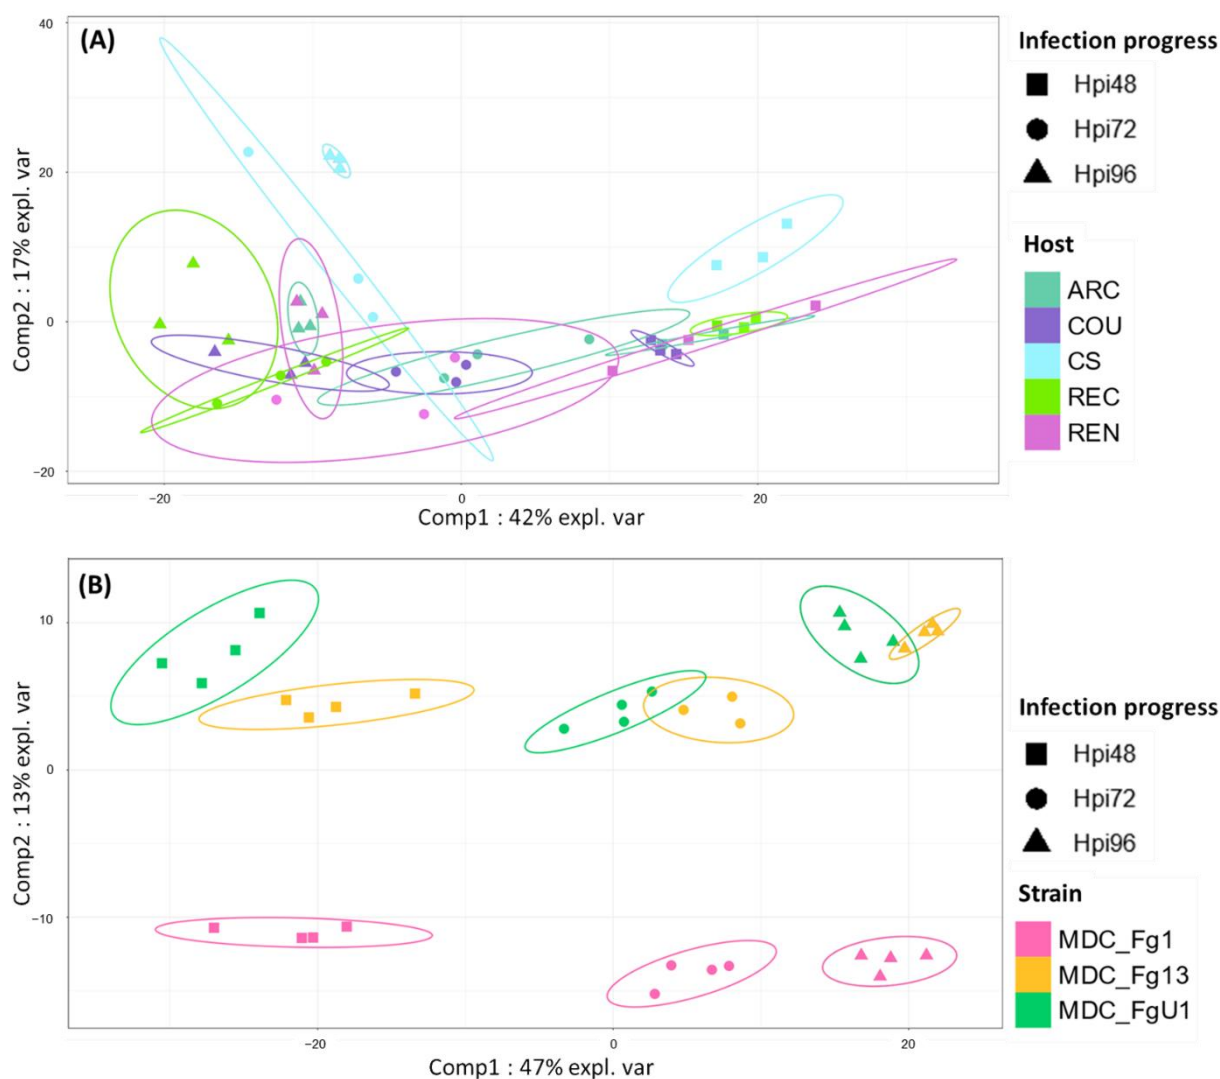 (A)
40
20
0
−20
−20
0
20
Comp2 : 17% expl. var
Comp1 : 42% expl. var
Infection progress
Hpi48
Hpi72
Hpi96
Host
ARC
COU
CS
REC
REN
(B)
10
0
−10
−20
0
20
Comp2 : 13% expl. var
Comp1 : 47% expl. var
Infection progress
Hpi48
Hpi72
Hpi96
Strain
MDC_Fg1
MDC_Fg13
MDC_FgU1